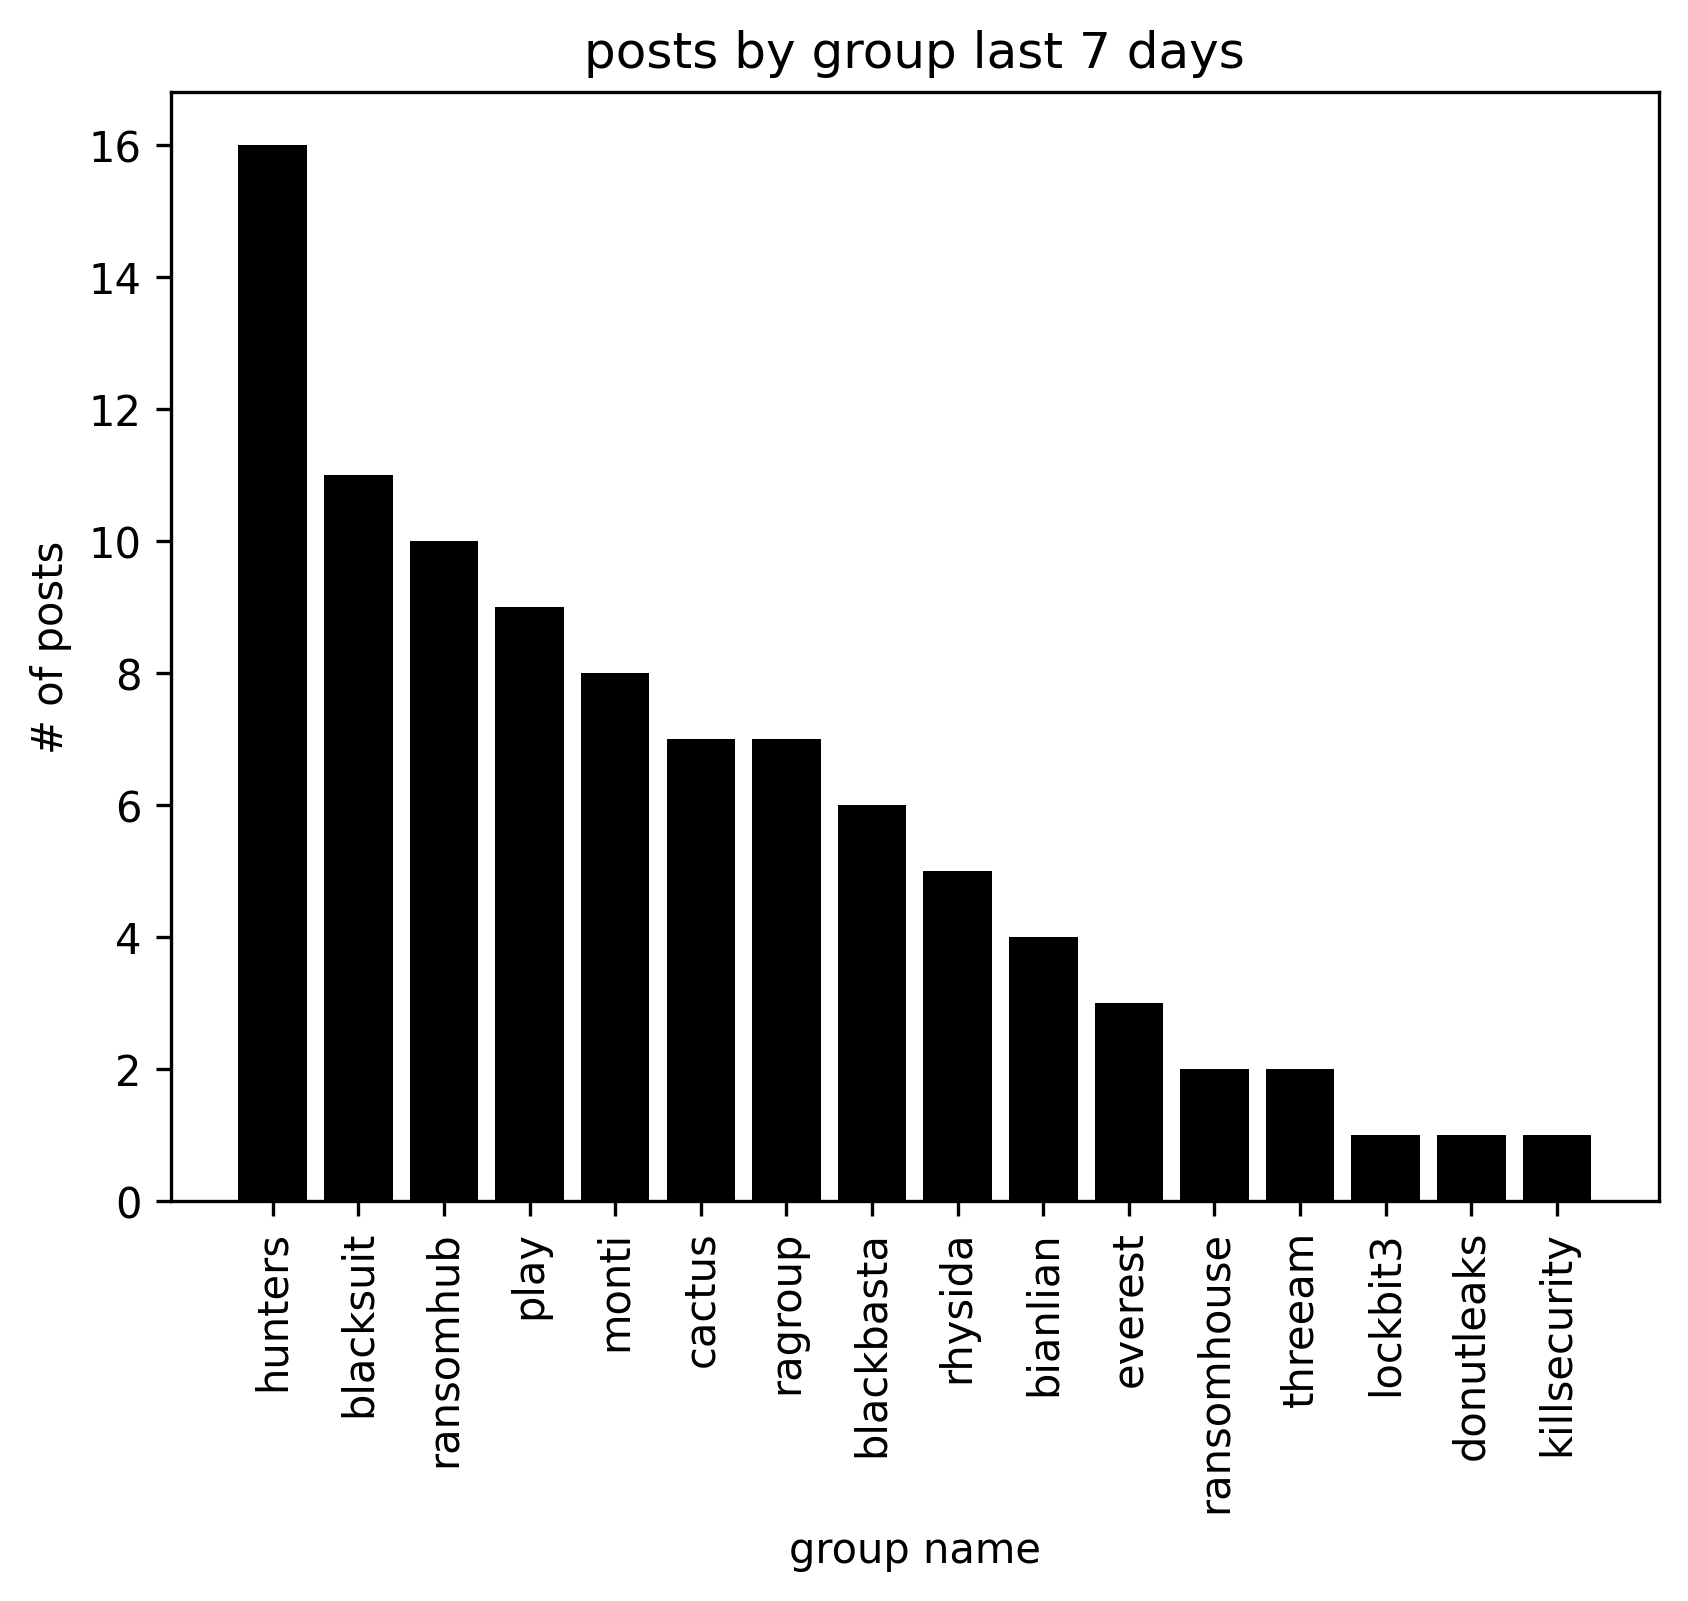 posts by group last 7 days
16
14
12
10
8
6
4
2
0
# of posts
hunters
blacksuit
ransomhub
play
monti
cactus
ragroup
blackbasta
rhysida
bianlian
everest
ransomhouse
threeam
lockbit3
donutleaks
killsecurity
group name